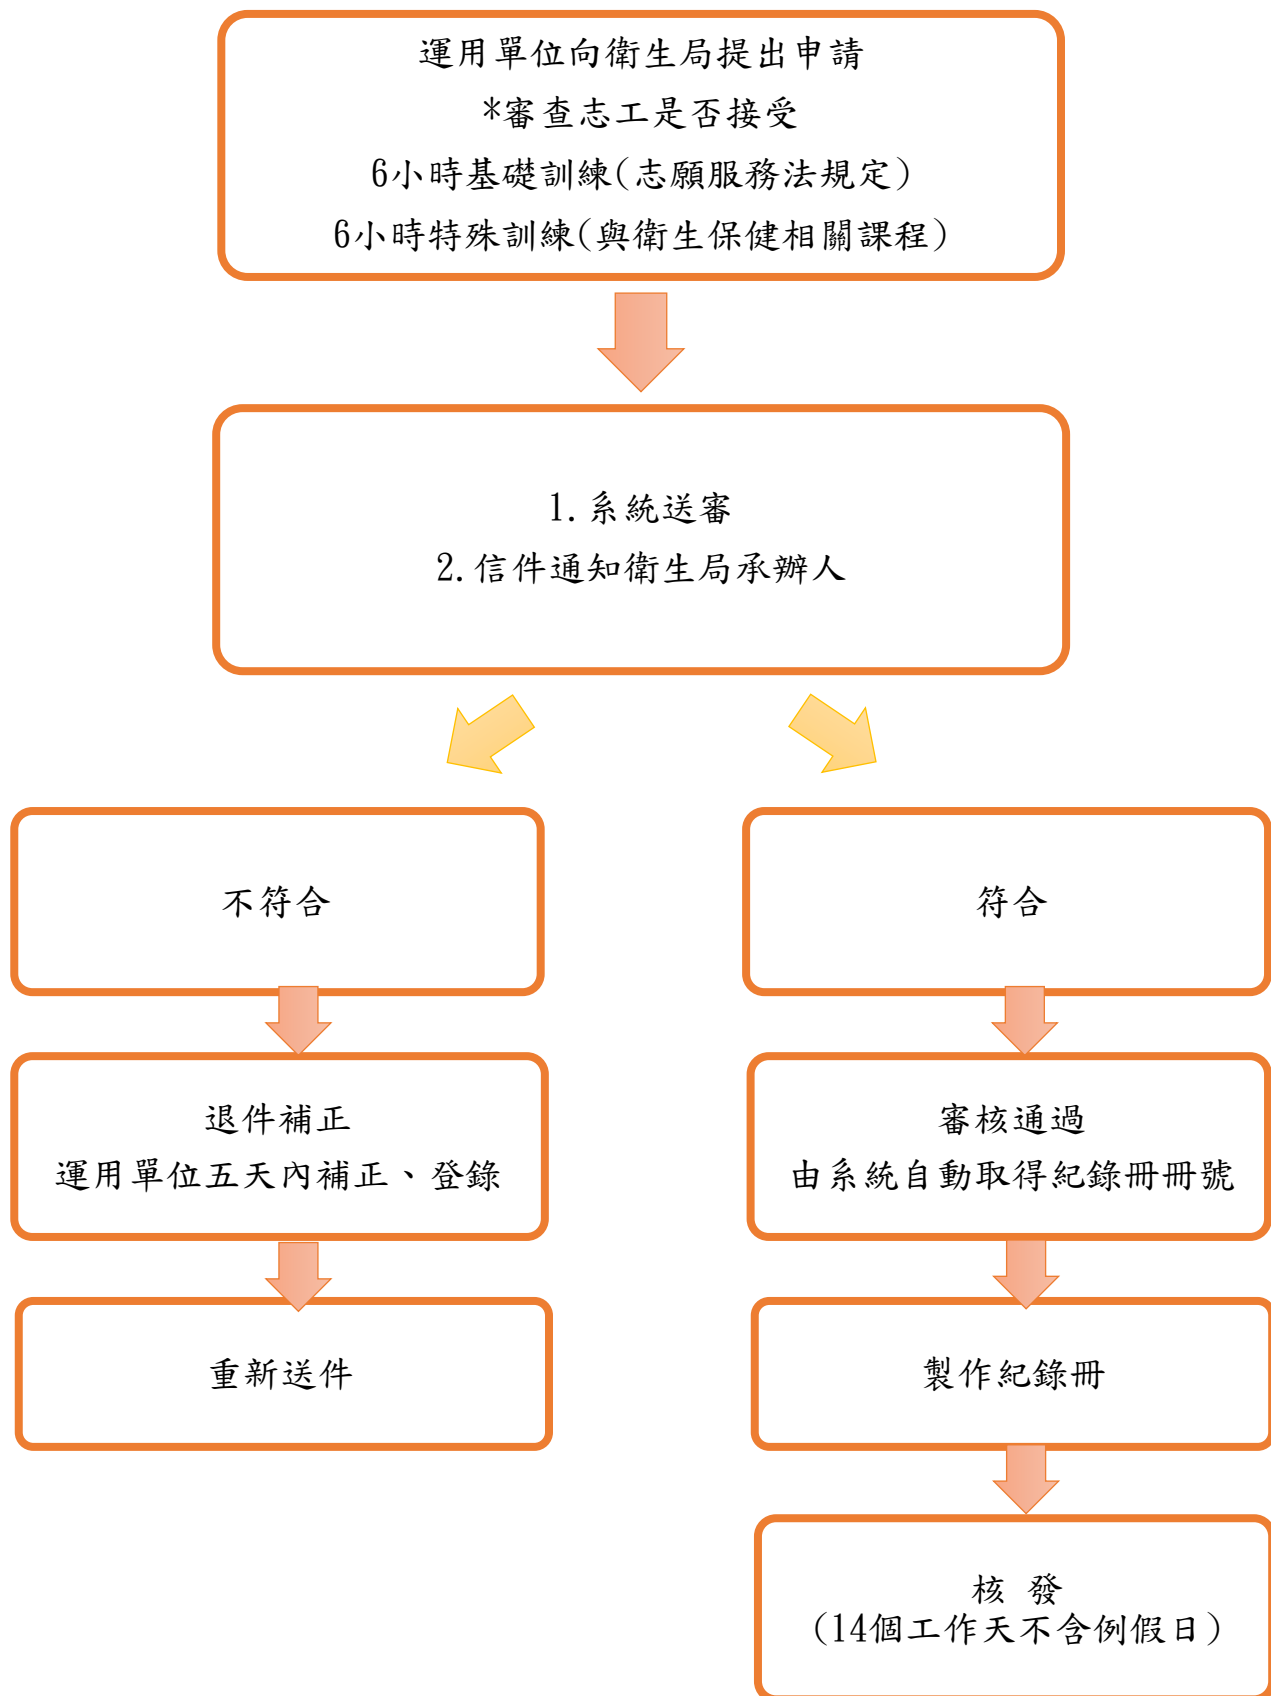 運用單位向衛生局提出申請
*審查志工是否接受
6小時基礎訓練(志願服務法規定)
6小時特殊訓練(與衛生保健相關課程)
1.系統送審
2.信件通知衛生局承辦人
不符合
符合
退件補正
運用單位五天內補正、登錄
審核通過
由系統自動取得紀錄冊冊號
重新送件
製作紀錄冊
核 發
(14個工作天不含例假日)